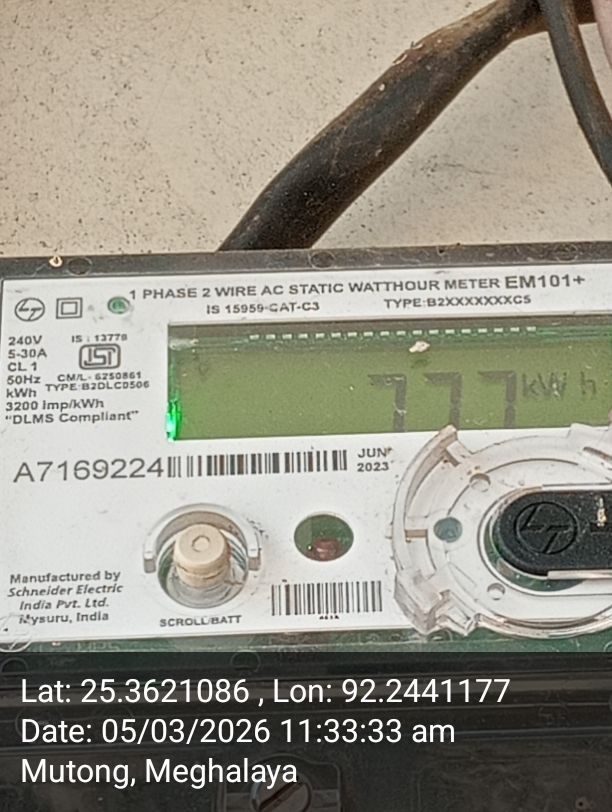 1 PHASE 2 WIRE AC STATIC WATTHOUR METER EM101+
IS 15959-CAT-C3 TYPE:B2XXXXXXXC5
240V
5-30A
CL 1
50Hz
kWh
3200 imp/kWh
"DLMS Compliant"
IS : 13779
ISI
CM/L- 6250861
TYPE:B2DLC0506
777 kWh
A7169224
JUN
2023
LT
Manufactured by
Schneider Electric
India Pvt. Ltd.
Mysuru, India
SCROLL/BATT
Lat: 25.3621086 , Lon: 92.2441177
Date: 05/03/2026 11:33:33 am
Mutong, Meghalaya